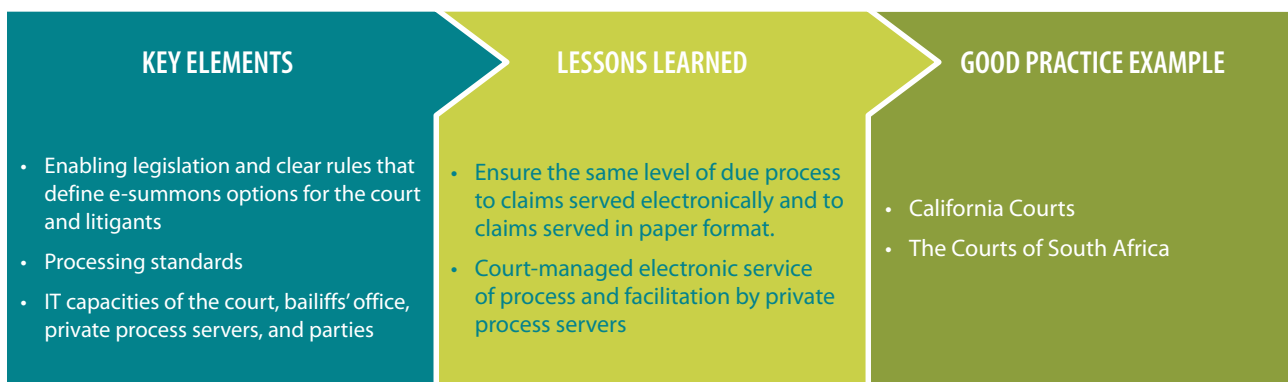 KEY ELEMENTS
• Enabling legislation and clear rules that
define e-summons options for the court
and litigants
• Processing standards
• IT capacities of the court, bailiffs’ office,
private process servers, and parties
LESSONS LEARNED
• Ensure the same level of due process
to claims served electronically and to
claims served in paper format.
• Court-managed electronic service
of process and facilitation by private
process servers
GOOD PRACTICE EXAMPLE
• California Courts
• The Courts of South Africa